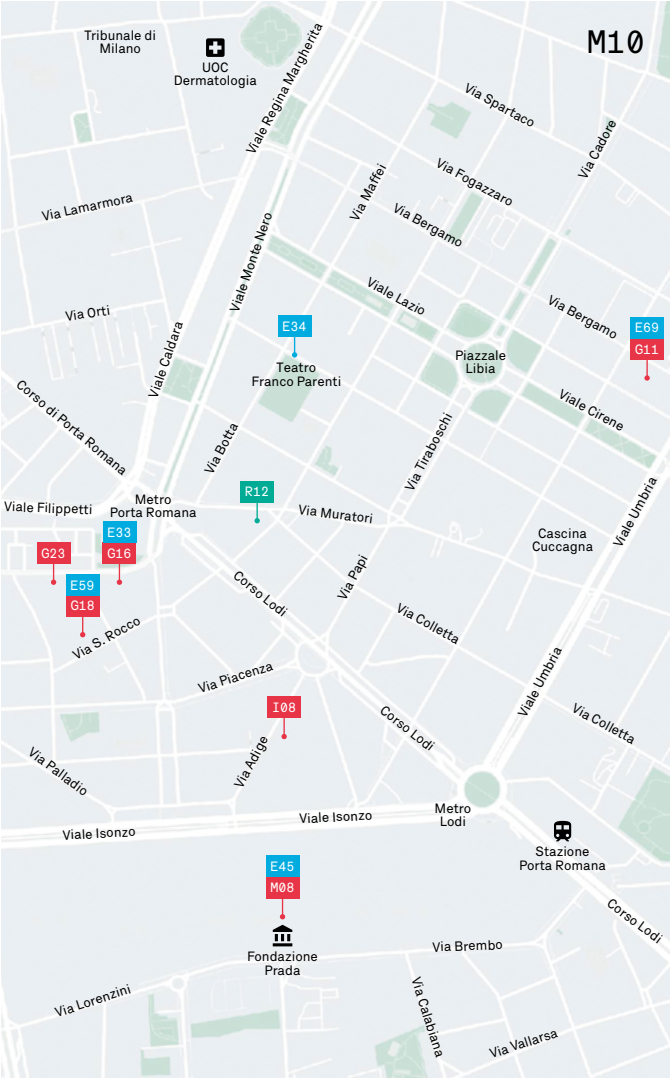 M10
Tribunale di
Milano
UOC
Dermatologia
Viale Regina Margherita
Via Spartaco
Via Cadore
Via Fogazzaro
Via Maffei
Via Lamarmora
Via Bergamo
Viale Monte Nero
Viale Lazio
Via Bergamo
Via Orti
E34
E69
G11
Viale Caldara
Teatro
Franco Parenti
Piazzale
Libia
Corso di Porta Romana
Viale Cirene
Via Botta
Via Tiraboschi
R12
Viale Filippetti
Metro
Porta Romana
Via Muratori
Viale Umbria
E33
G16
G23
Cascina
Cuccagna
E59
G18
Via Papi
Corso Lodi
Via S. Rocco
Via Colletta
Via Piacenza
Viale Umbria
I08
Corso Lodi
Via Colletta
Via Adige
Via Palladio
Viale Isonzo
Viale Isonzo
Metro
Lodi
Stazione
Porta Romana
E45
M08
Corso Lodi
Fondazione
Prada
Via Brembo
Via Lorenzini
Via Calabiana
Via Vallarsa